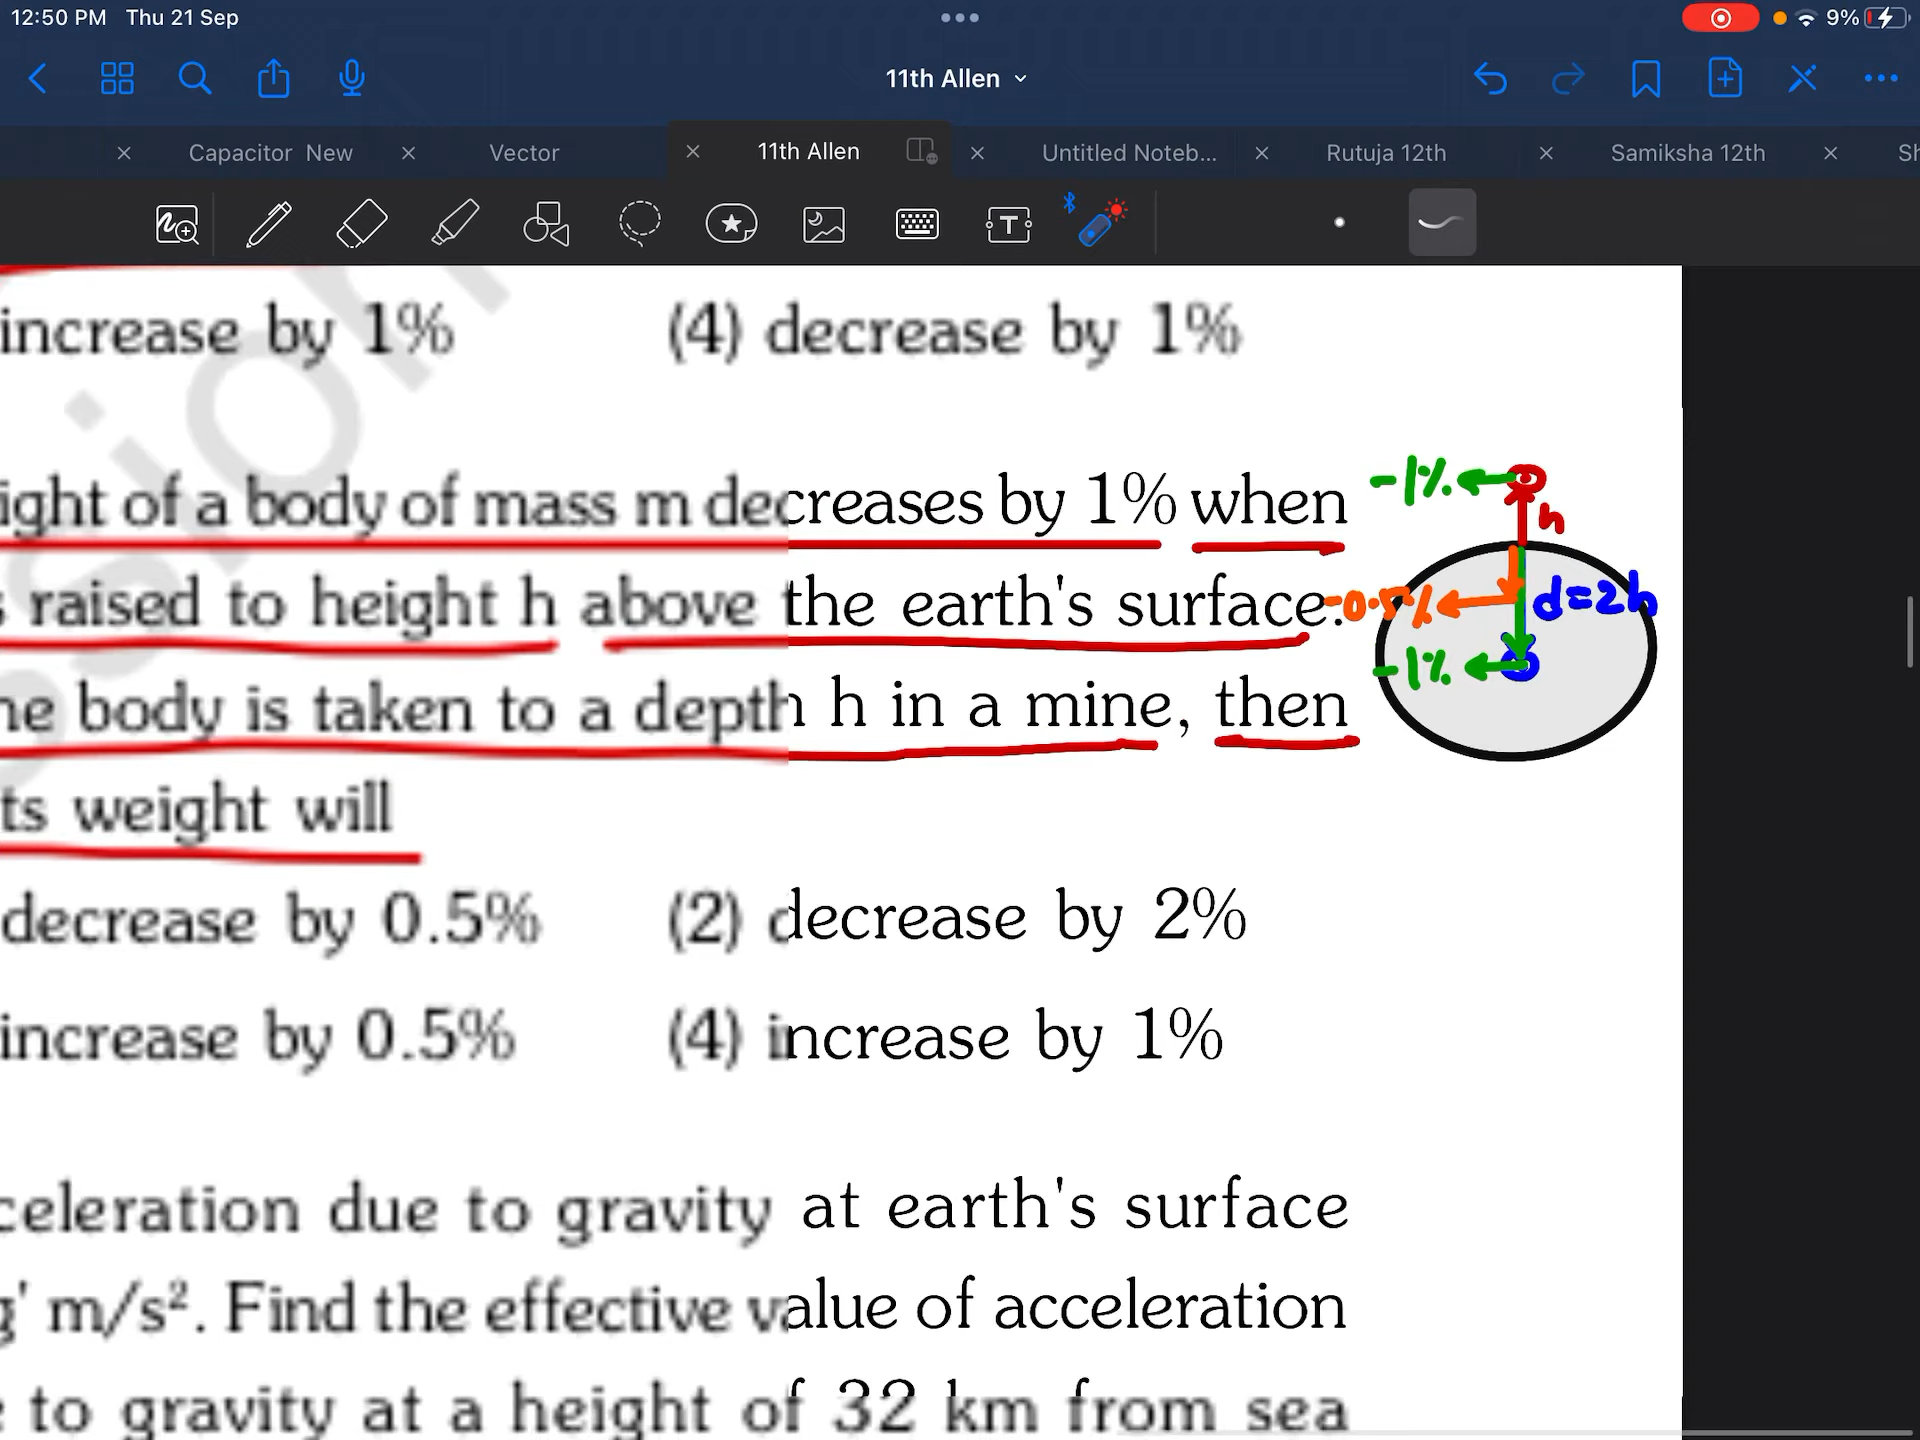 12:50 PM Thu 21 Sep
9%
11th Allen
Capacitor New
Vector
11th Allen
Untitled Noteb...
Rutuja 12th
Samiksha 12th
Sh
T
increase by 1% (4) decrease by 1%
ight of a body of mass m decreases by 1% when
s raised to height h above the earth's surface.
he body is taken to a depth h in a mine, then
ts weight will
decrease by 0.5% (2) decrease by 2%
increase by 0.5% (4) increase by 1%
celeration due to gravity at earth's surface
g' m/s². Find the effective value of acceleration
e to gravity at a height of 32 km from sea
-1%
h
-0.5%
d=2h
-1%